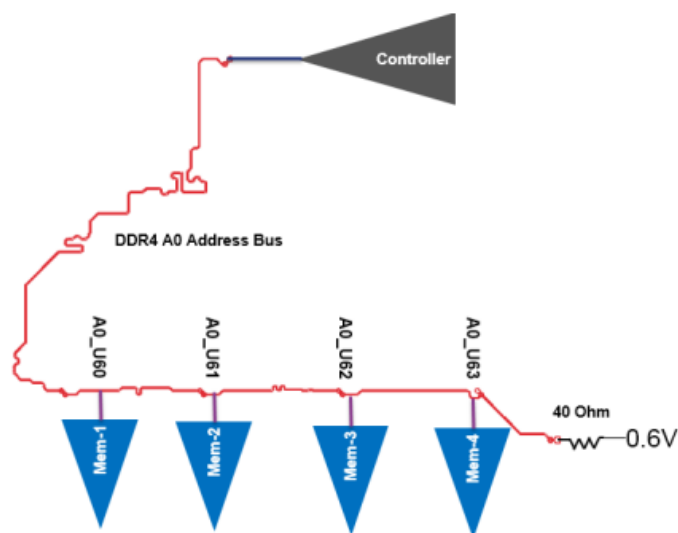 Controller
DDR4 A0 Address Bus
A0_U60
A0_U61
A0_U62
A0_U63
40 Ohm
0.6V
Mem-1
Mem-2
Mem-3
Mem-4